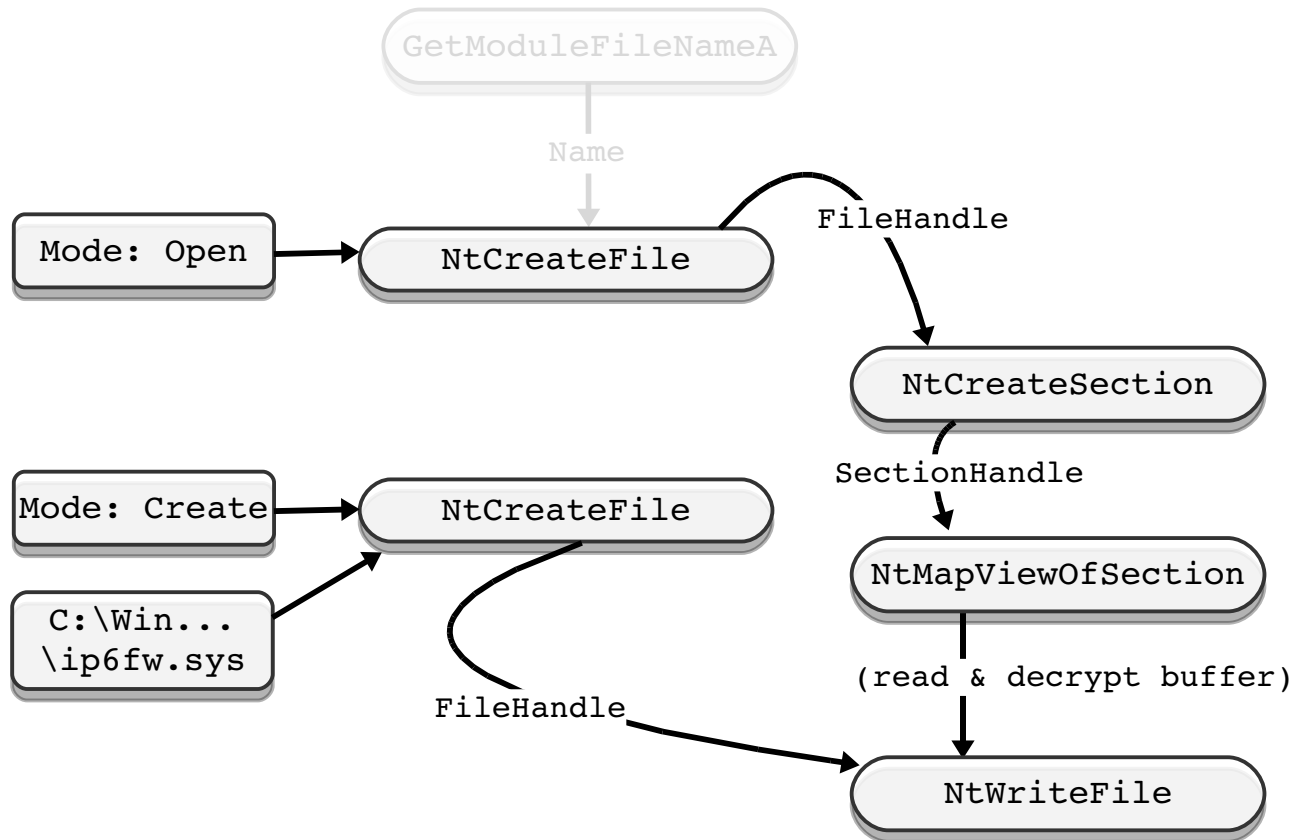 GetModuleFileNameA
Name
FileHandle
Mode: Open
NtCreateFile
NtCreateSection
SectionHandle
Mode: Create
NtCreateFile
NtMapViewOfSection
C:\Win...
\ip6fw.sys
(read & decrypt buffer)
FileHandle
NtWriteFile